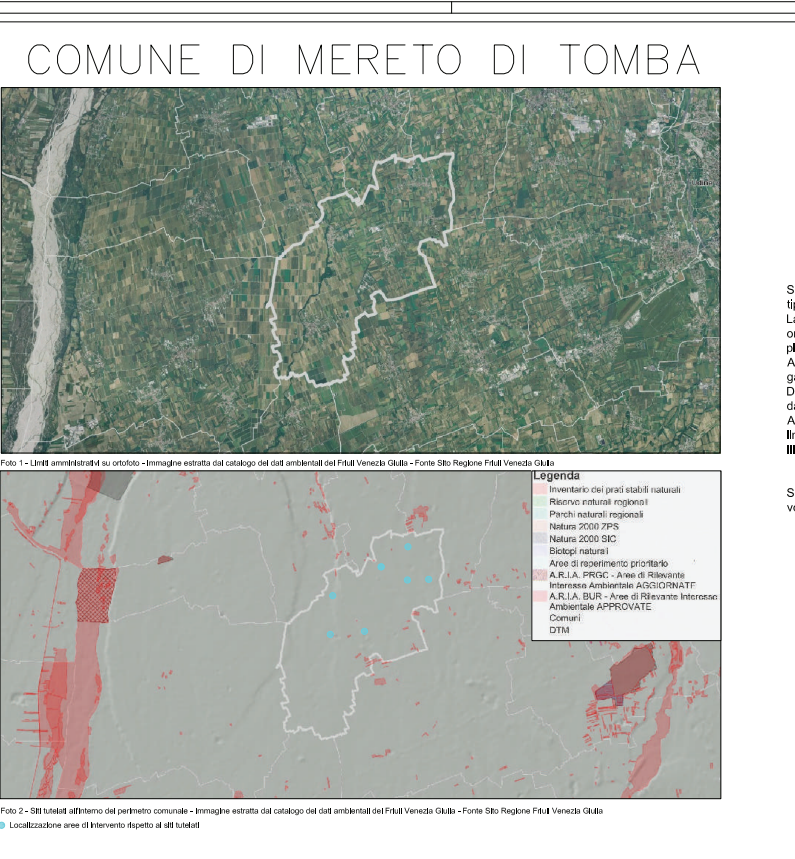 COMUNE DI MERETO DI TOMBA
Udine
Foto 1 - Limiti amministrativi su ortofoto - Immagine estratta dal catalogo dei dati ambientali del Friuli Venezia Giulia - Fonte Sito Regione Friuli Venezia Giulia
Legenda
Inventario dei prati stabili naturali
Riserve naturali regionali
Parchi naturali regionali
Natura 2000 ZPS
Natura 2000 SIC
Biotopi naturali
Aree di reperimento prioritario
A.R.I.A. PRGC - Aree di Rilevante
Interesse Ambientale AGGIORNATE
A.R.I.A. BUR - Aree di Rilevante Interesse
Ambientale APPROVATE
Comuni
DTM
Foto 2 - Siti tutelati all'interno del perimetro comunale - Immagine estratta dal catalogo dei dati ambientali del Friuli Venezia Giulia - Fonte Sito Regione Friuli Venezia Giulia
Localizzazione aree di intervento rispetto ai siti tutelati